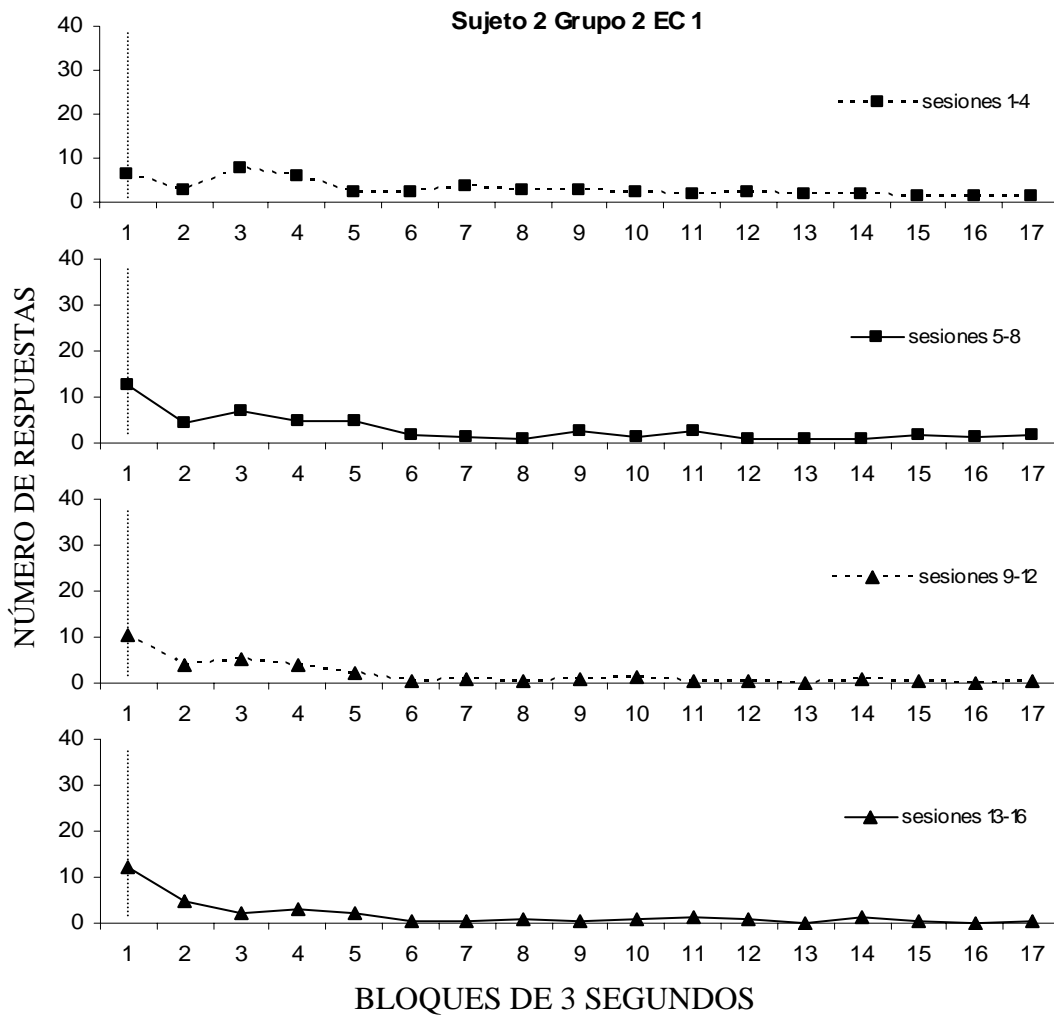 Sujeto 2 Grupo 2 EC 1
NÚMERO DE RESPUESTAS
40
30
20
10
0
sesiones 1-4
1 2 3 4 5 6 7 8 9 10 11 12 13 14 15 16 17
40
30
20
10
0
sesiones 5-8
1 2 3 4 5 6 7 8 9 10 11 12 13 14 15 16 17
40
30
20
10
0
sesiones 9-12
1 2 3 4 5 6 7 8 9 10 11 12 13 14 15 16 17
40
30
20
10
0
sesiones 13-16
1 2 3 4 5 6 7 8 9 10 11 12 13 14 15 16 17
BLOQUES DE 3 SEGUNDOS